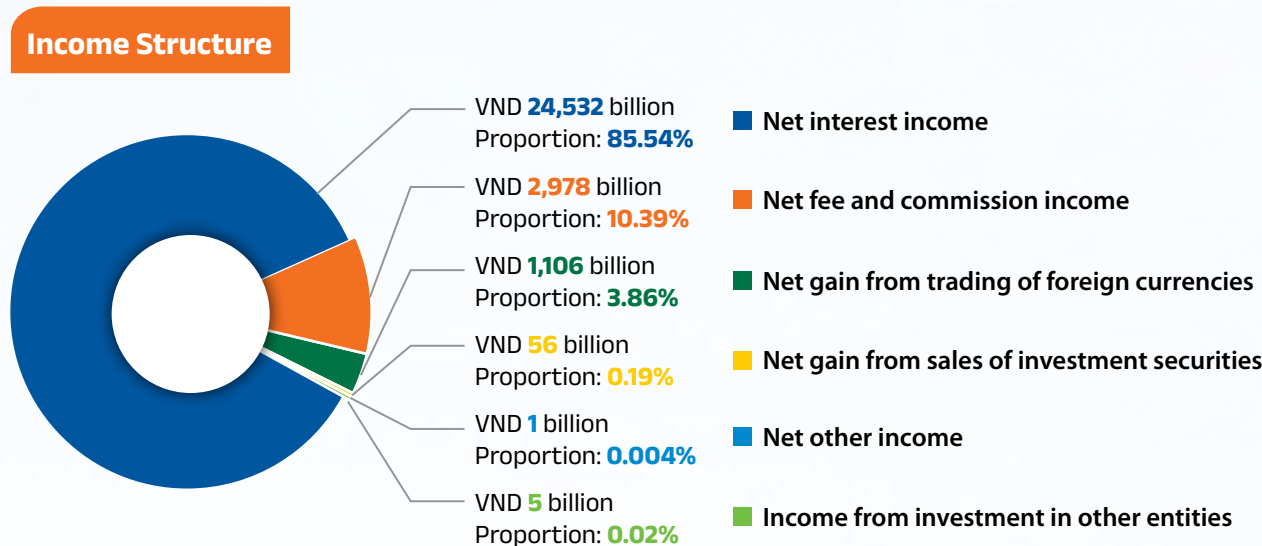 Income Structure
VND 24,532 billion
Proportion: 85.54%
Net interest income
VND 2,978 billion
Proportion: 10.39%
Net fee and commission income
VND 1,106 billion
Proportion: 3.86%
Net gain from trading of foreign currencies
VND 56 billion
Proportion: 0.19%
Net gain from sales of investment securities
VND 1 billion
Proportion: 0.004%
Net other income
VND 5 billion
Proportion: 0.02%
Income from investment in other entities